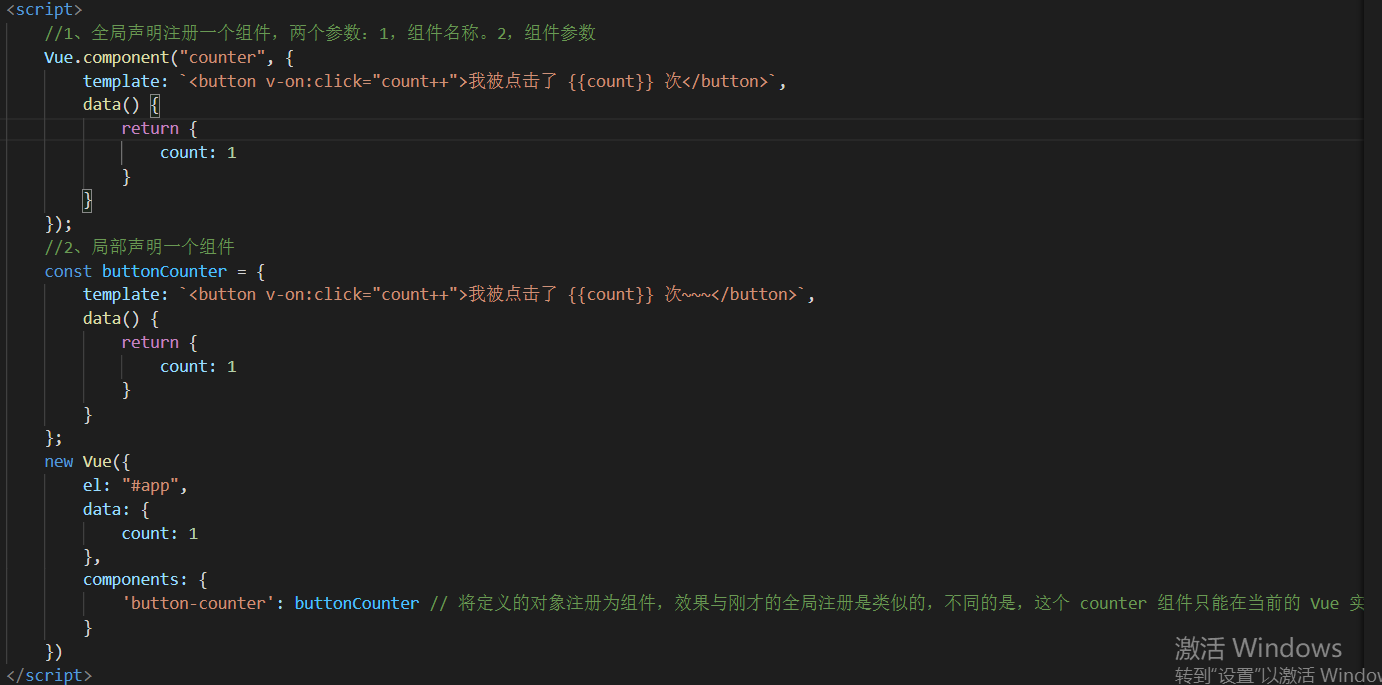 <script>
    //1、全局声明注册一个组件，两个参数：1，组件名称。2，组件参数
    Vue.component("counter", {
        template: `<button v-on:click="count++">我被点击了 {{count}} 次</button>`,
        data() {
            return {
                count: 1
            }
        }
    });
    //2、局部声明一个组件
    const buttonCounter = {
        template: `<button v-on:click="count++">我被点击了 {{count}} 次~~~</button>`,
        data() {
            return {
                count: 1
            }
        }
    };
    new Vue({
        el: "#app",
        data: {
            count: 1
        },
        components: {
            'button-counter': buttonCounter // 将定义的对象注册为组件，效果与刚才的全局注册是类似的，不同的是，这个 counter 组件只能在当前的 Vue 实
        }
    })
</script>
激活 Windows
转到"设置"以激活 Window